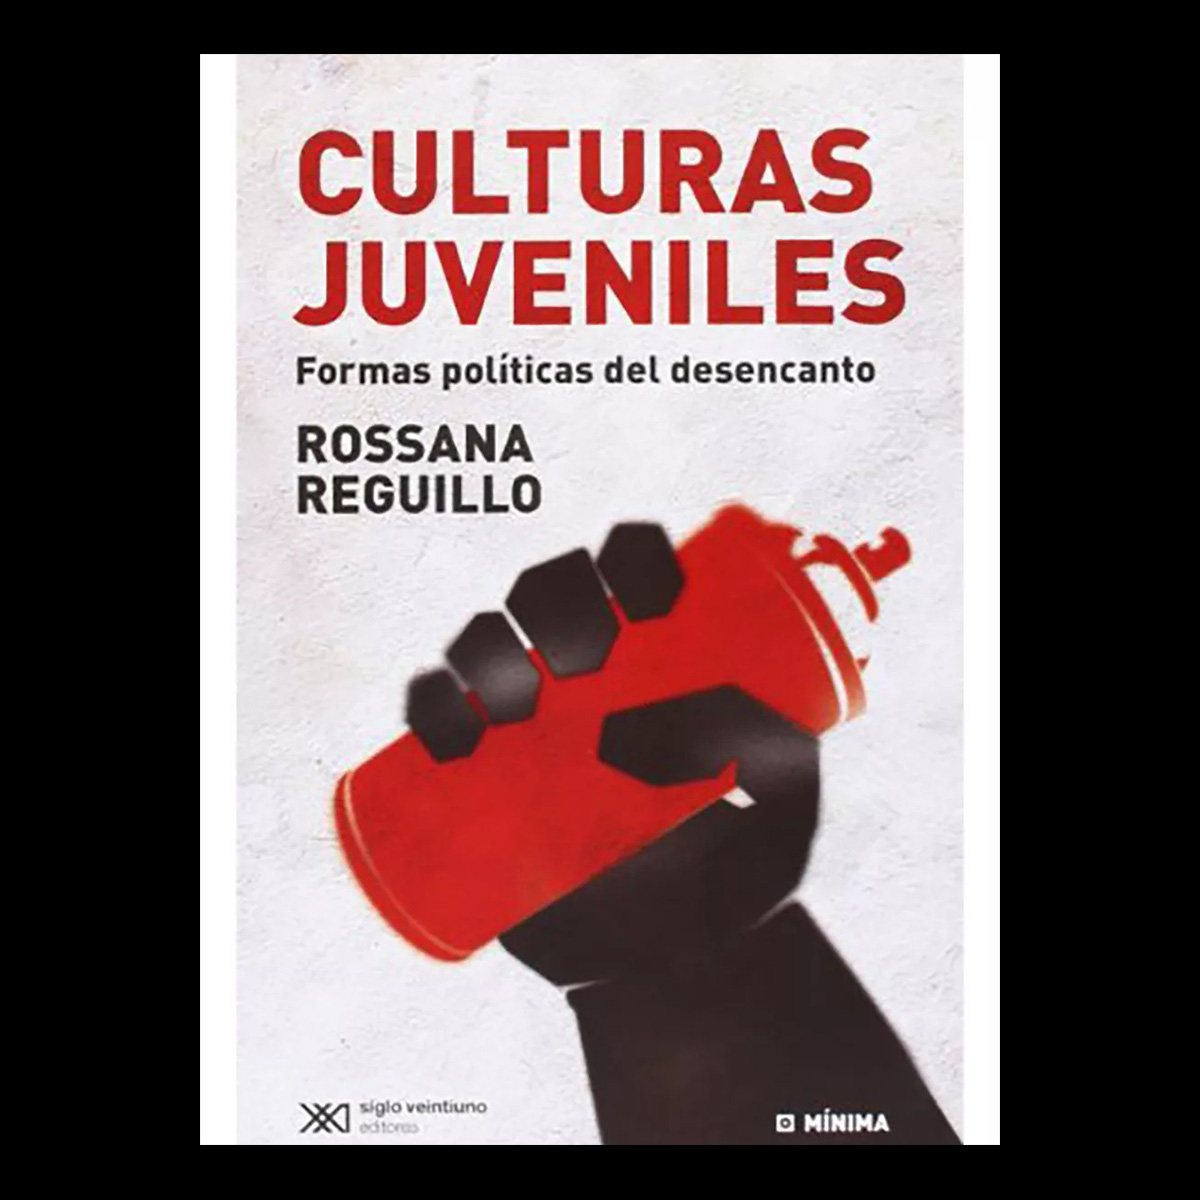 CULTURAS
JUVENILES
Formas políticas del desencanto
ROSSANA
REGUILLO
siglo veintiuno
editores
MÍNIMA